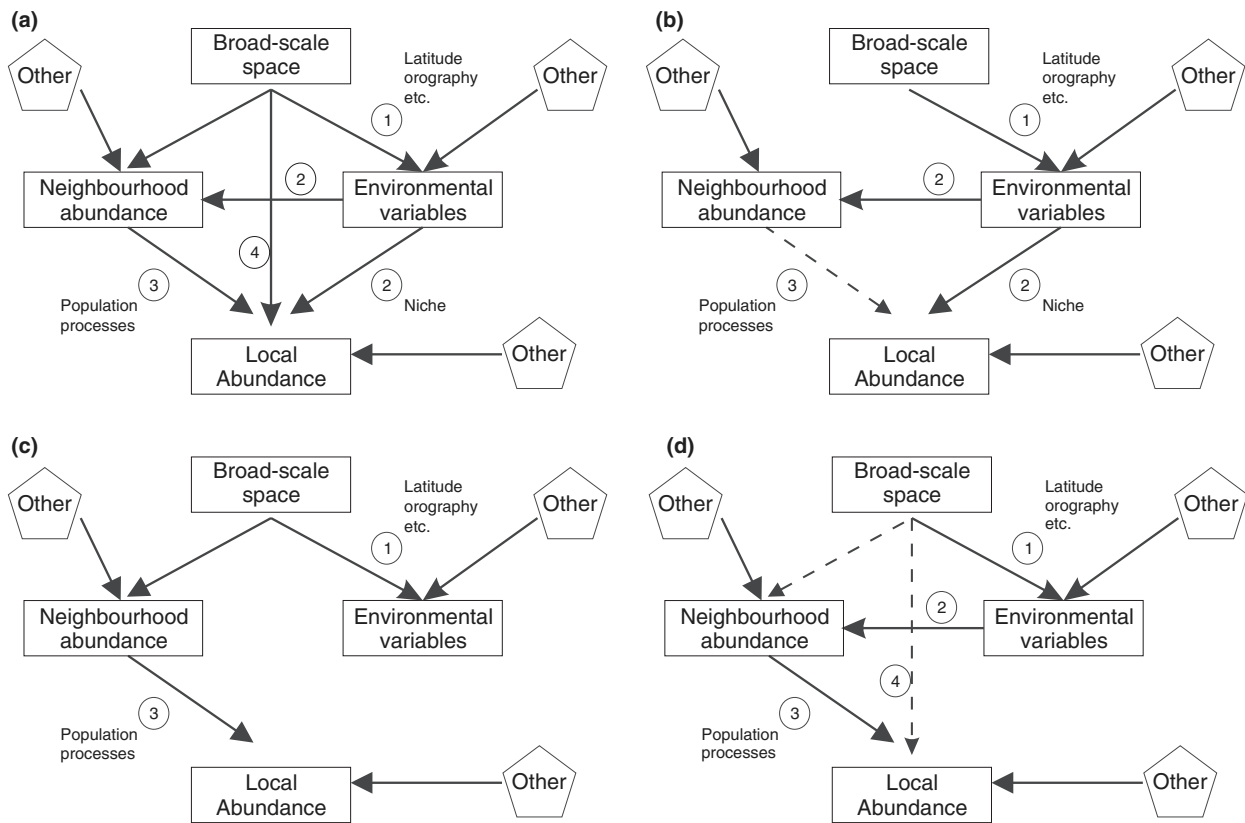 (a)
Other
Broad-scale
space
Latitude
orography
etc.
Other
1
Neighbourhood
abundance
2
Environmental
variables
4
3
Population
processes
2
Niche
Local
Abundance
Other
(b)
Other
Broad-scale
space
Latitude
orography
etc.
Other
1
Neighbourhood
abundance
2
Environmental
variables
3
Population
processes
2
Niche
Local
Abundance
Other
(c)
Other
Broad-scale
space
Latitude
orography
etc.
Other
1
Neighbourhood
abundance
Environmental
variables
3
Population
processes
Local
Abundance
Other
(d)
Other
Broad-scale
space
Latitude
orography
etc.
Other
1
Neighbourhood
abundance
2
Environmental
variables
4
3
Population
processes
Local
Abundance
Other